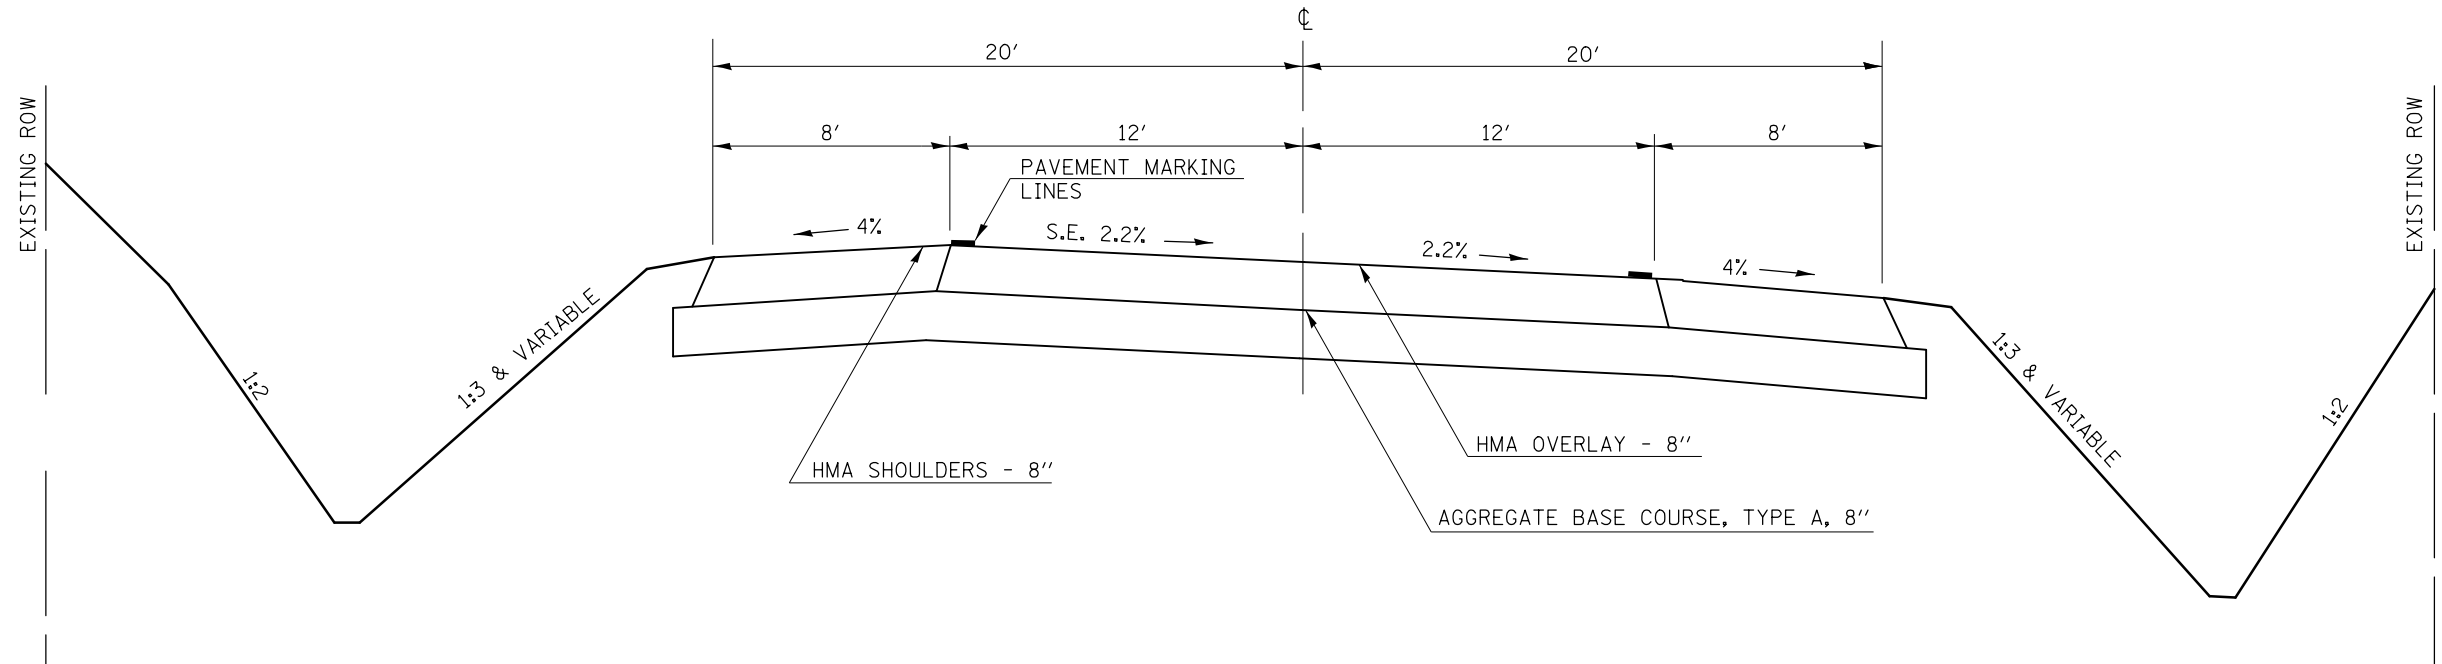 ℄
20′
20′
8′
12′
12′
8′
EXISTING ROW
EXISTING ROW
PAVEMENT MARKING
LINES
4%
S.E. 2.2%
2.2%
4%
1:2
1:3 & VARIABLE
1:3 & VARIABLE
1:2
HMA OVERLAY - 8″
HMA SHOULDERS - 8″
AGGREGATE BASE COURSE, TYPE A, 8″